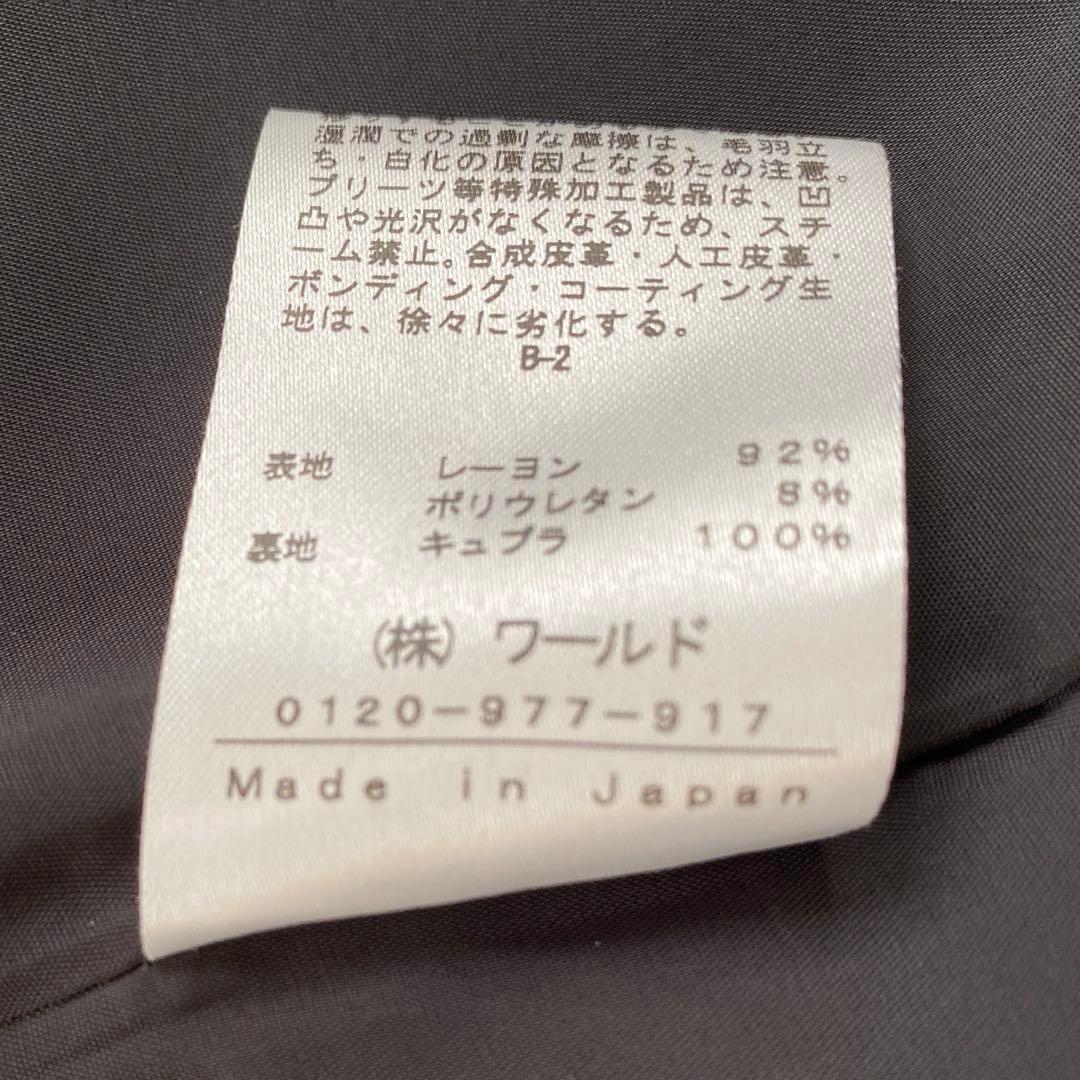 湿潤での過剰な摩擦は、毛羽立
ち・白化の原因となるため注意。
プリーツ等特殊加工製品は、凹
凸や光沢がなくなるため、スチ
ーム禁止。合成皮革・人工皮革・
ボンディング・コーティング生
地は、徐々に劣化する。
B-2
表地 レーヨン 92%
ポリウレタン 8%
裏地 キュプラ 100%
(株) ワールド
0120-977-917
Made in Japan